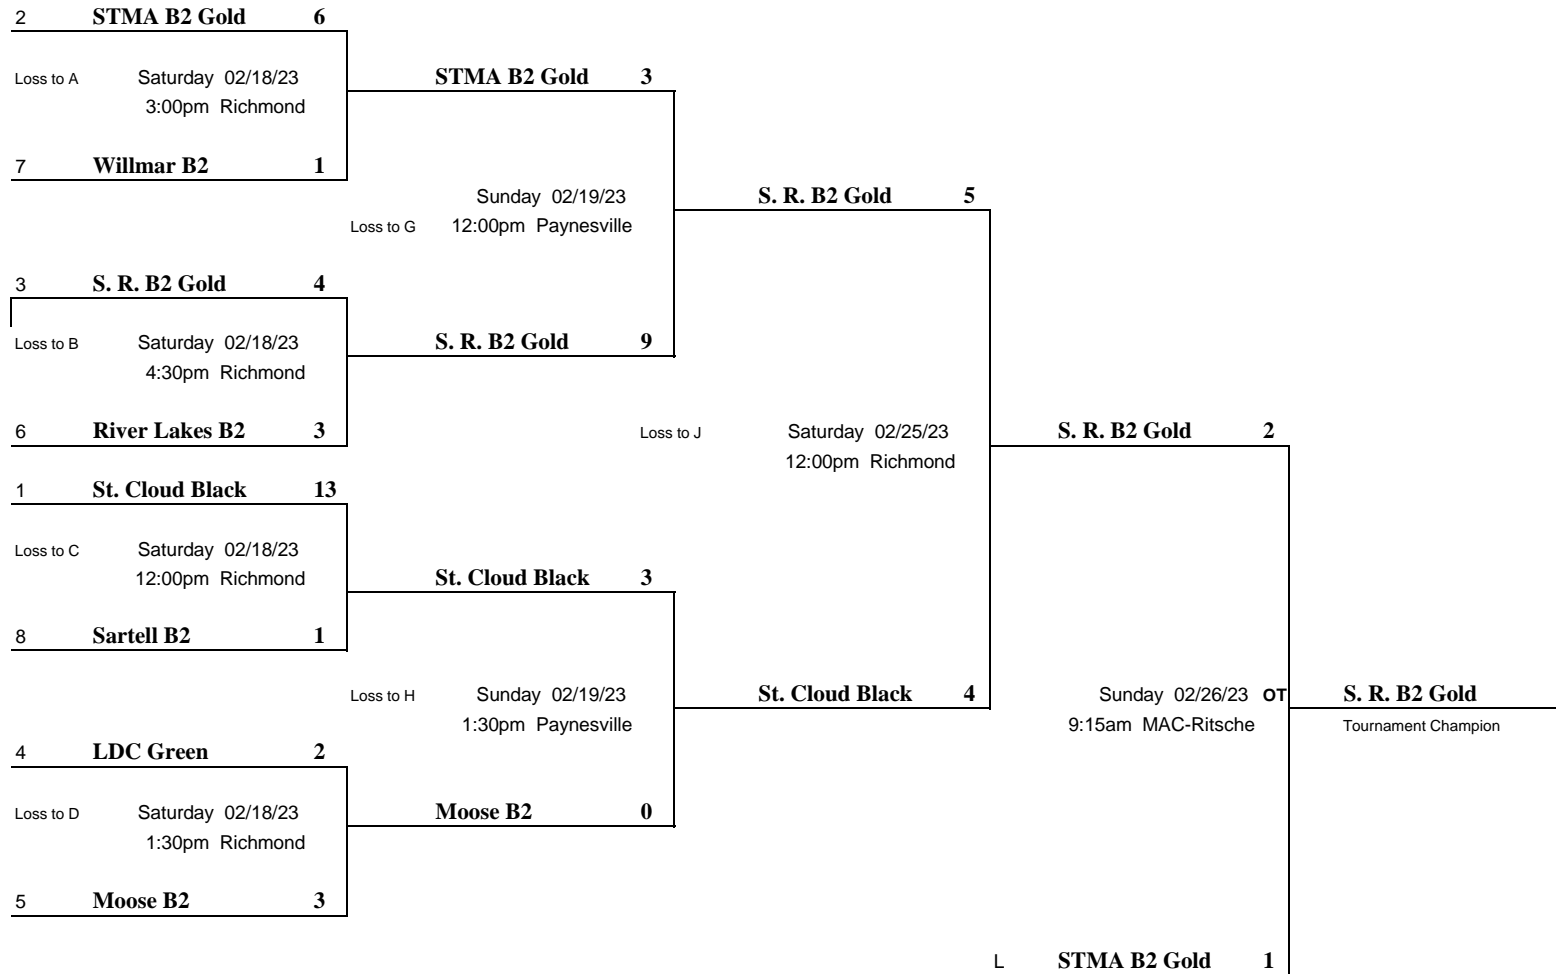 2 STMA B2 Gold 6
Loss to A Saturday 02/18/23
3:00pm Richmond
7 Willmar B2 1
3 S. R. B2 Gold 4
Loss to B Saturday 02/18/23
4:30pm Richmond
6 River Lakes B2 3
1 St. Cloud Black 13
Loss to C Saturday 02/18/23
12:00pm Richmond
8 Sartell B2 1
4 LDC Green 2
Loss to D Saturday 02/18/23
1:30pm Richmond
5 Moose B2 3
STMA B2 Gold 3
Sunday 02/19/23
Loss to G 12:00pm Paynesville
S. R. B2 Gold 9
St. Cloud Black 3
Loss to H Sunday 02/19/23
1:30pm Paynesville
Moose B2 0
S. R. B2 Gold 5
Loss to J Saturday 02/25/23
12:00pm Richmond
St. Cloud Black 4
S. R. B2 Gold 2
Sunday 02/26/23 OT
9:15am MAC-Ritsche
L STMA B2 Gold 1
S. R. B2 Gold
Tournament Champion